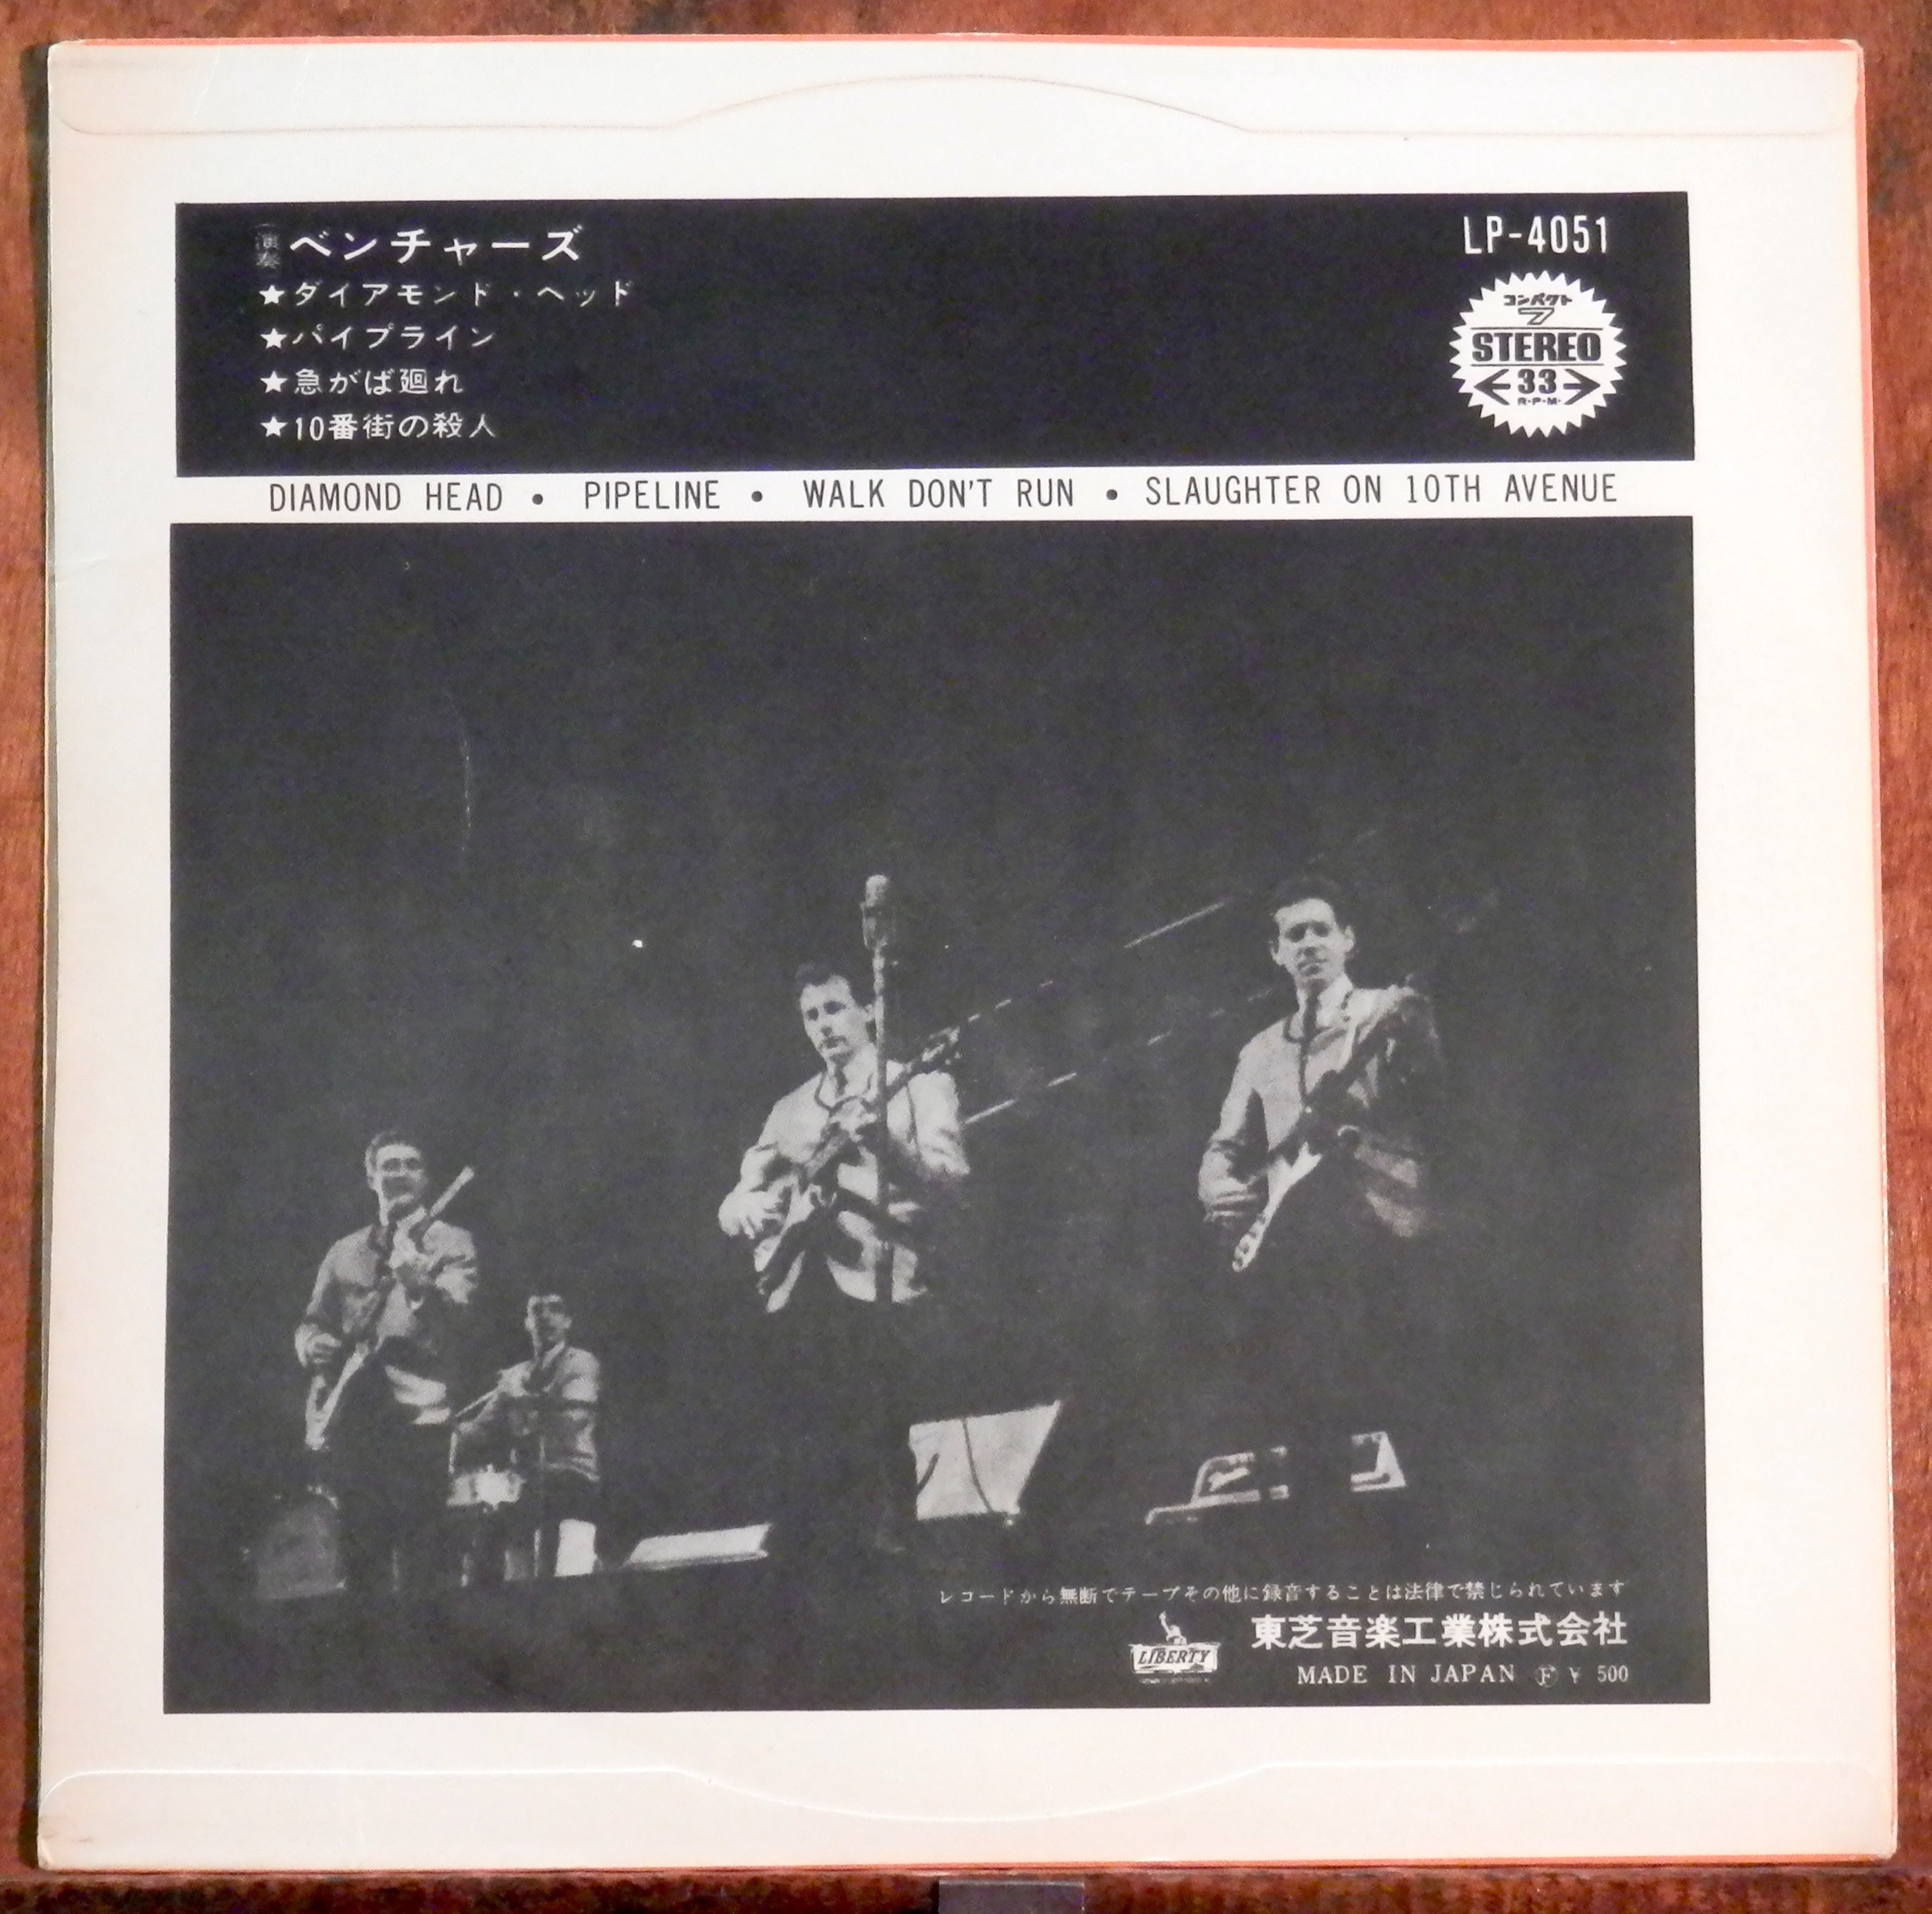 演奏 ベンチャーズ
★ダイアモンド・ヘッド
★パイプライン
★急がば廻れ
★10番街の殺人
LP-4051
コンパクト
7
STEREO
33
R・P・M・
DIAMOND HEAD • PIPELINE • WALK DON'T RUN • SLAUGHTER ON 10TH AVENUE
レコードから無断でテープその他に録音することは法律で禁じられています
LIBERTY
東芝音楽工業株式会社
MADE IN JAPAN Ⓕ ¥ 500